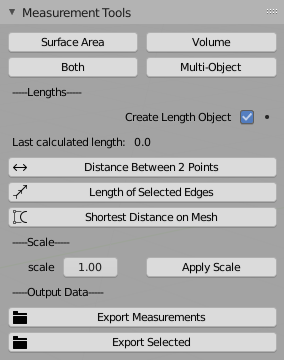 Measurement Tools
Surface Area Volume
Both Multi-Object
----Lengths----
Create Length Object
Last calculated length: 0.0
Distance Between 2 Points
Length of Selected Edges
Shortest Distance on Mesh
----Scale----
scale 1.00 Apply Scale
----Output Data----
Export Measurements
Export Selected